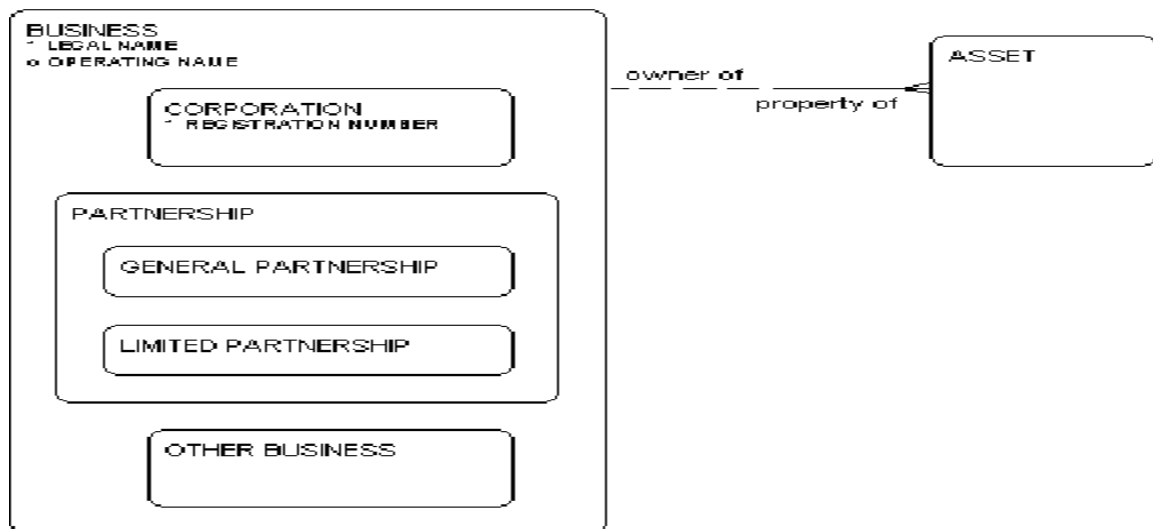 BUSINESS
* LEGAL NAME
o OPERATING NAME
CORPORATION
* REGISTRATION NUMBER
PARTNERSHIP
GENERAL PARTNERSHIP
LIMITED PARTNERSHIP
OTHER BUSINESS
owner of
property of
ASSET